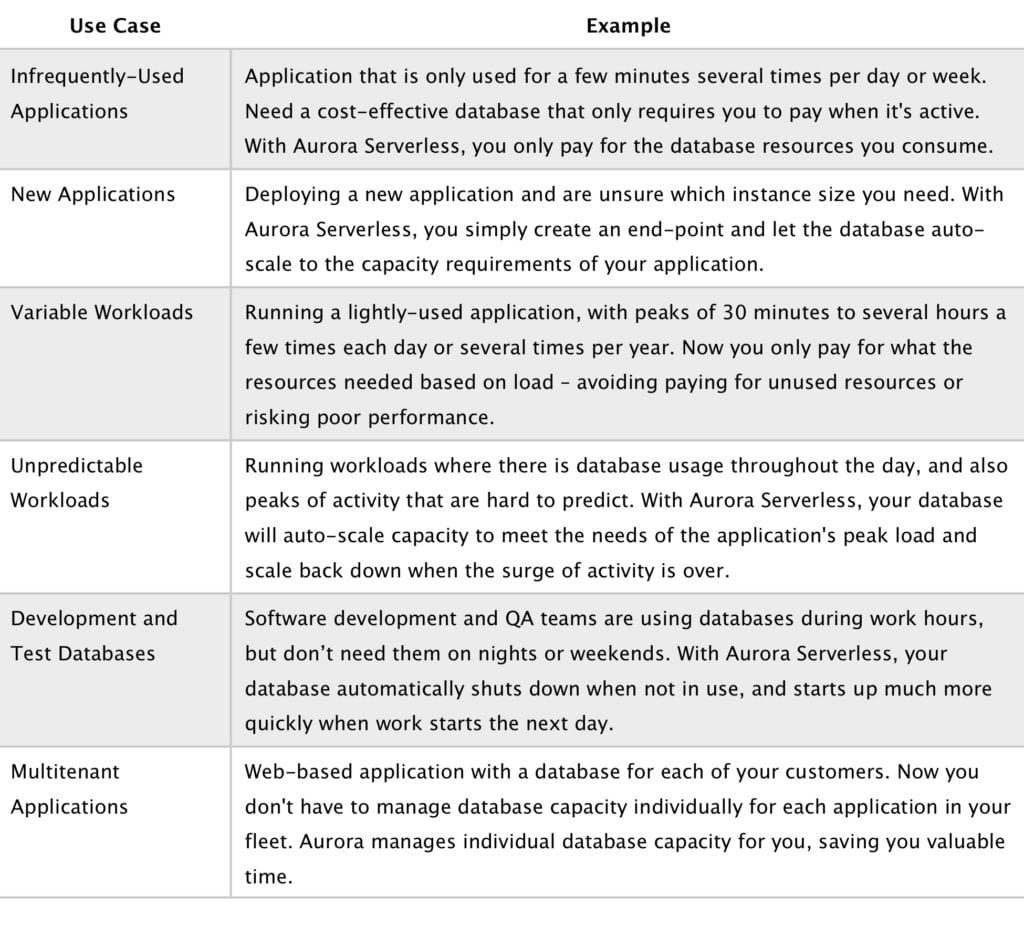 Use Case Example
Infrequently-Used
Applications
Application that is only used for a few minutes several times per day or week.
Need a cost-effective database that only requires you to pay when it's active.
With Aurora Serverless, you only pay for the database resources you consume.
New Applications
Deploying a new application and are unsure which instance size you need. With
Aurora Serverless, you simply create an end-point and let the database auto-
scale to the capacity requirements of your application.
Variable Workloads
Running a lightly-used application, with peaks of 30 minutes to several hours a
few times each day or several times per year. Now you only pay for what the
resources needed based on load – avoiding paying for unused resources or
risking poor performance.
Unpredictable
Workloads
Running workloads where there is database usage throughout the day, and also
peaks of activity that are hard to predict. With Aurora Serverless, your database
will auto-scale capacity to meet the needs of the application's peak load and
scale back down when the surge of activity is over.
Development and
Test Databases
Software development and QA teams are using databases during work hours,
but don’t need them on nights or weekends. With Aurora Serverless, your
database automatically shuts down when not in use, and starts up much more
quickly when work starts the next day.
Multitenant
Applications
Web-based application with a database for each of your customers. Now you
don't have to manage database capacity individually for each application in your
fleet. Aurora manages individual database capacity for you, saving you valuable
time.